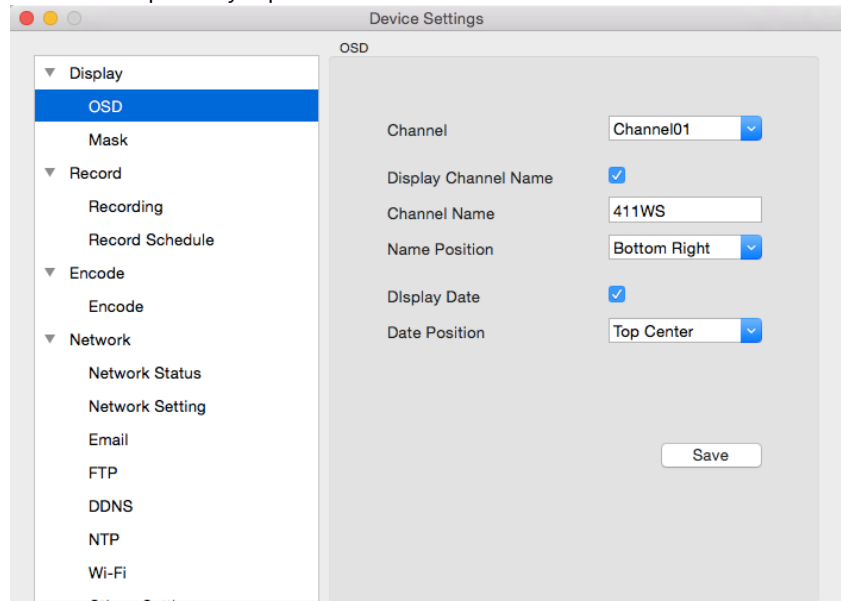 Device Settings
OSD
Display
OSD
Mask
Record
Recording
Record Schedule
Encode
Encode
Network
Network Status
Network Setting
Email
FTP
DDNS
NTP
Wi-Fi
Channel
Channel01
Display Channel Name
Channel Name
411WS
Name Position
Bottom Right
DIsplay Date
Date Position
Top Center
Save